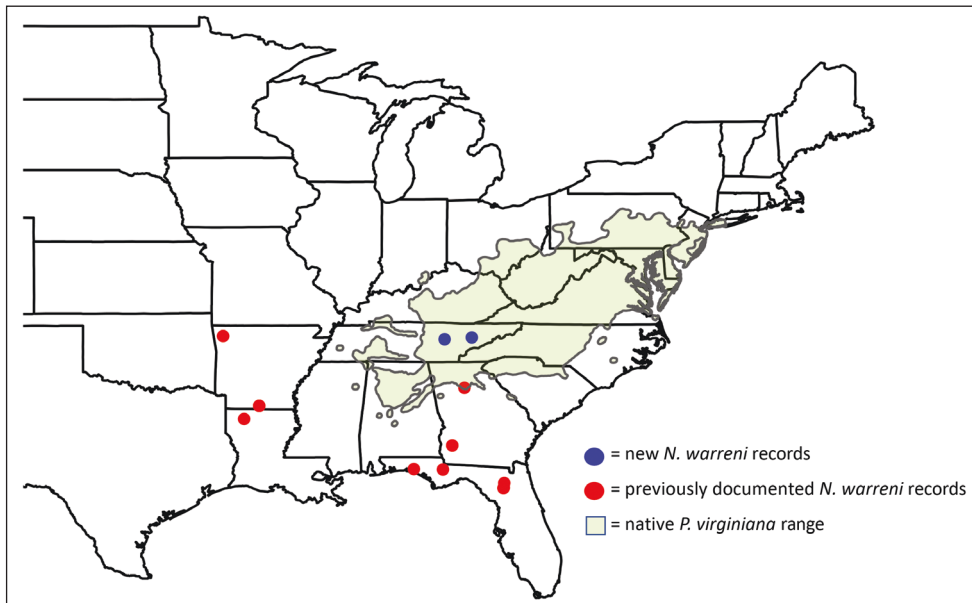 = new N. warreni records
= previously documented N. warreni records
= native P. virginiana range